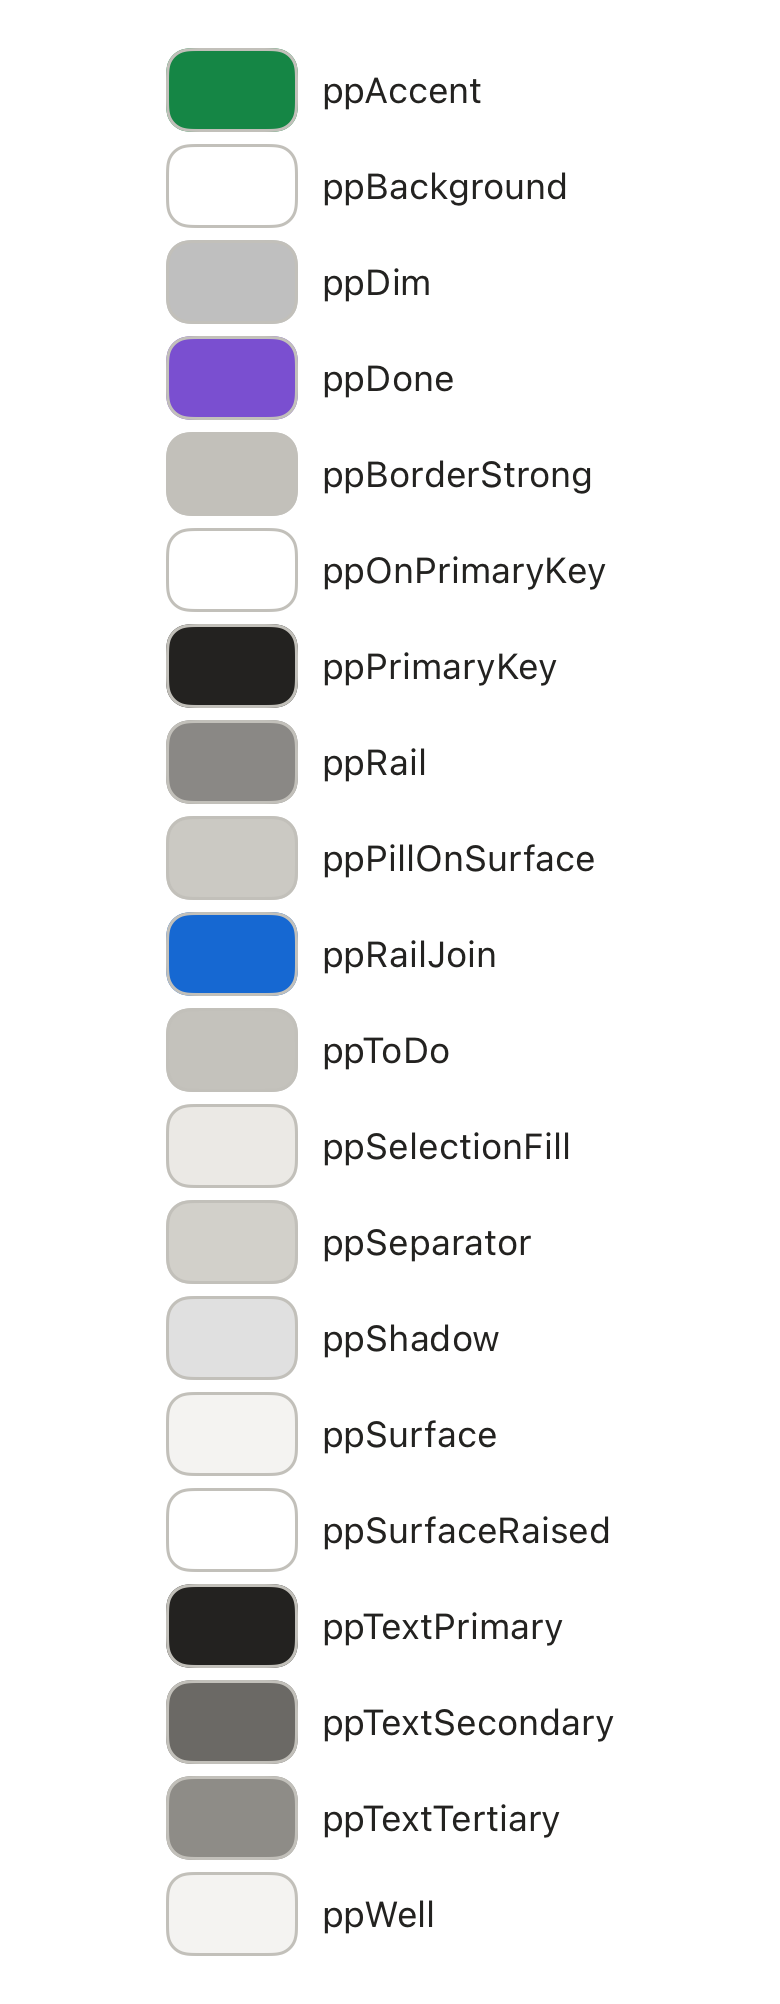 ppAccent
ppBackground
ppDim
ppDone
ppBorderStrong
ppOnPrimaryKey
ppPrimaryKey
ppRail
ppPillOnSurface
ppRailJoin
ppToDo
ppSelectionFill
ppSeparator
ppShadow
ppSurface
ppSurfaceRaised
ppTextPrimary
ppTextSecondary
ppTextTertiary
ppWell